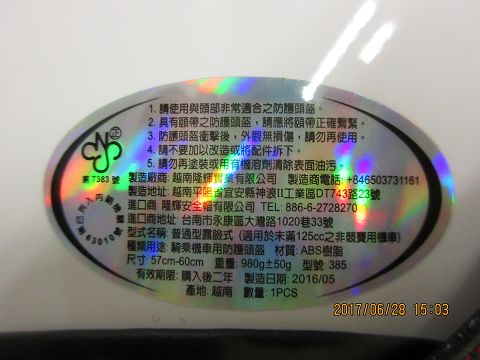 1. 請使用與頭部非常適合之防護頭盔。
2. 具有頤帶之防護頭盔，請應將頤帶正確繫緊。
3. 防護頭盔衝擊後，外觀無損傷，請勿再使用。
4. 請不要加以改造或將配件拆下。
5. 請勿再塗裝或用有機溶劑清除表面油污。
正
第 7383 號
製造廠商: 越南隆輝實業有限公司 製造商電話: +846503731161
製造地址: 越南平陽省宜安縣神浪II工業區DT743路23號
進口商: 隆輝安全帽有限公司 TEL: 886-6-2728270
進口商地址: 台南市永康區大灣路1020巷33號
型式名稱: 普通型露臉式 (適用於未滿125cc之非競賽用機車)
種類用途: 騎乘機車用防護頭盔 材質: ABS樹脂
尺寸: 57cm-60cm 重量: 980g±50g 型號: 385
有效期限: 購入後二年 製造日期: 2016/05
產地: 越南 數量: 1PCS
2017/06/28 15:03